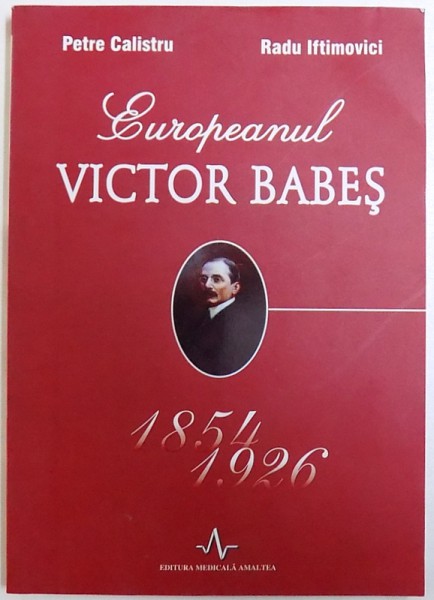 Petre Calistru Radu Iftimovici
Europeanul
VICTOR BABEŞ
1854
1926
EDITURA MEDICALĂ AMALTEA